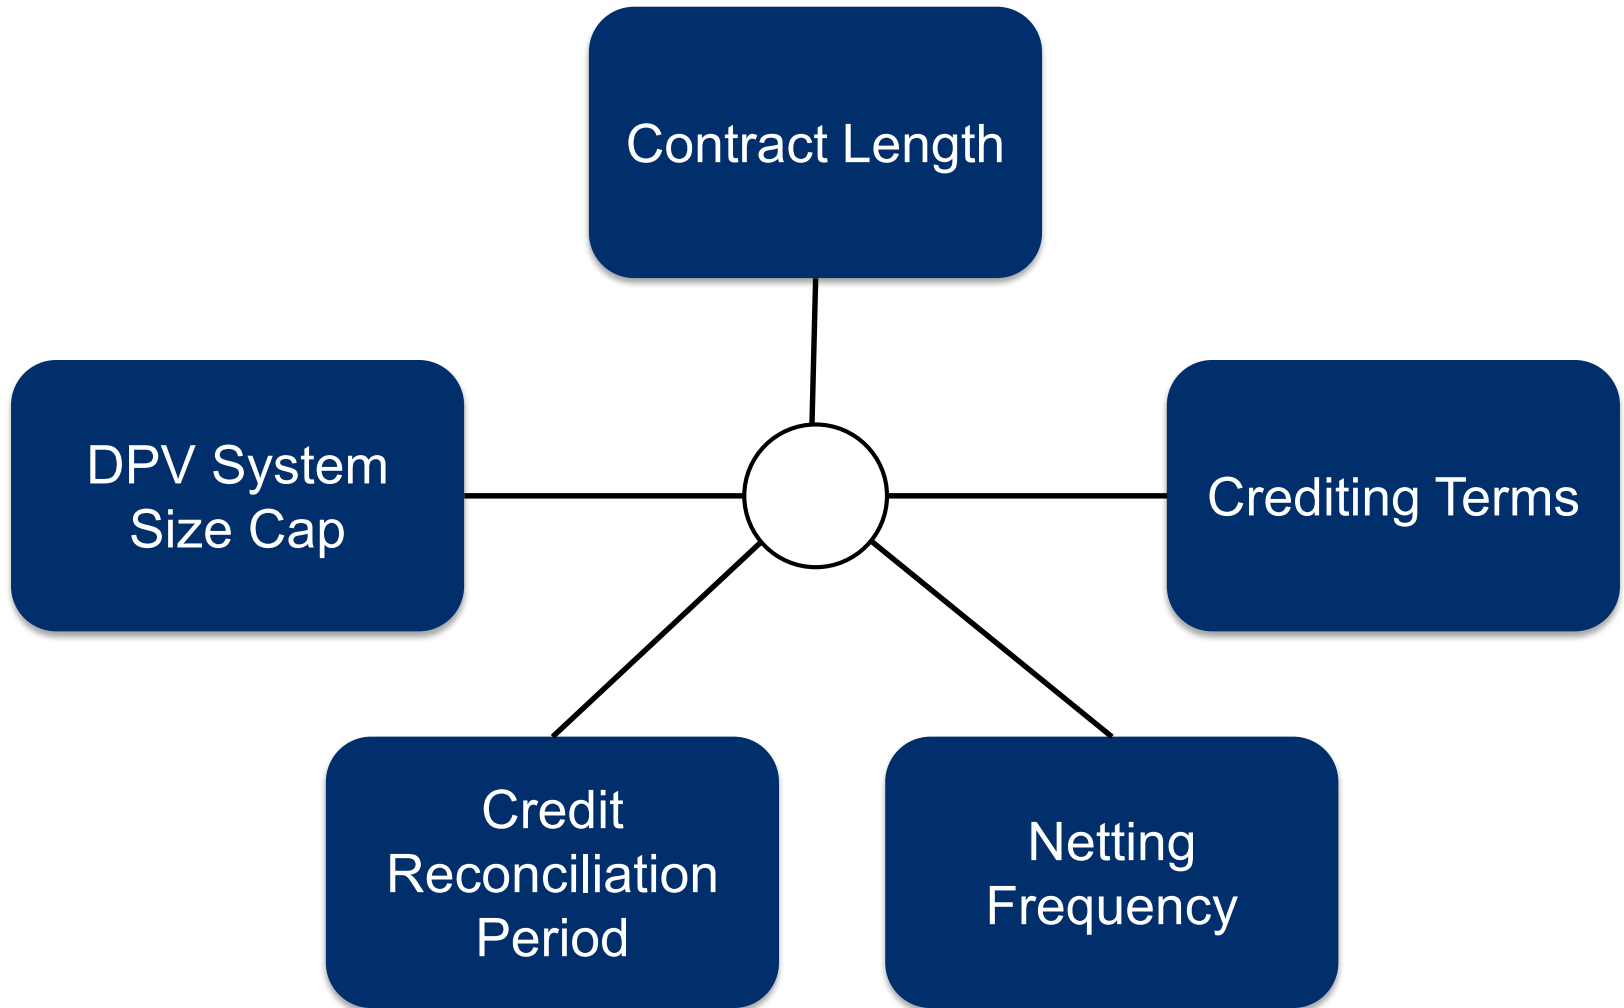 Contract Length
DPV System
Size Cap
Crediting Terms
Credit
Reconciliation
Period
Netting
Frequency